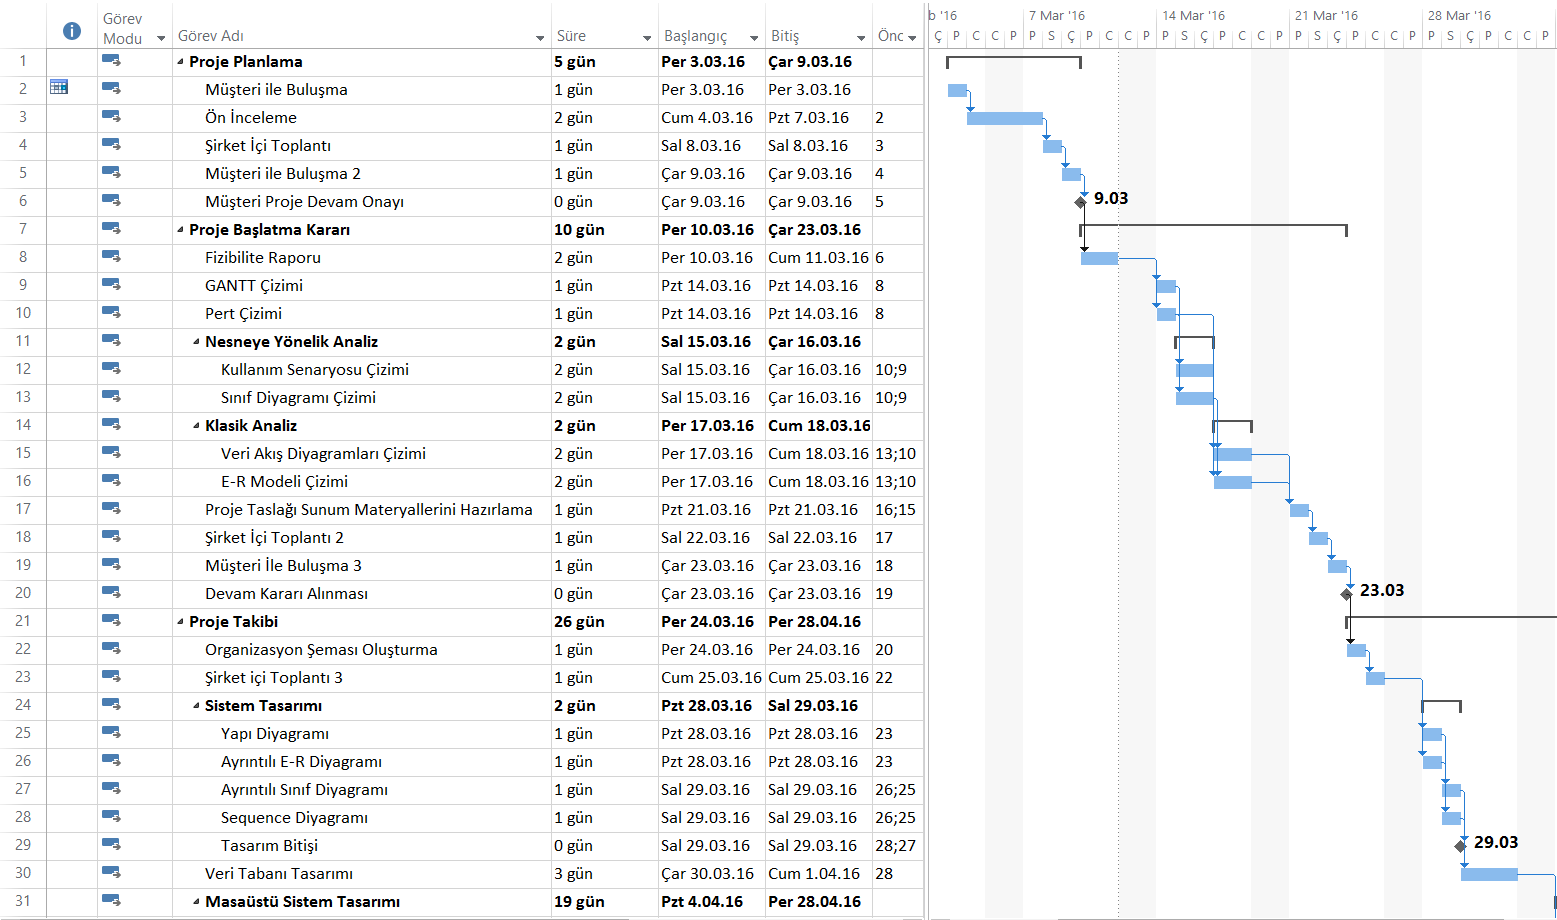 Görev Modu Görev Adı Süre Başlangıç Bitiş Önc
b '16 7 Mar '16 14 Mar '16 21 Mar '16 28 Mar '16
Ç P C C P P S Ç P C C P P S Ç P C C P P S Ç P C C P P S Ç P C C P
1 Proje Planlama 5 gün Per 3.03.16 Çar 9.03.16
2 Müşteri ile Buluşma 1 gün Per 3.03.16 Per 3.03.16
3 Ön İnceleme 2 gün Cum 4.03.16 Pzt 7.03.16 2
4 Şirket İçi Toplantı 1 gün Sal 8.03.16 Sal 8.03.16 3
5 Müşteri ile Buluşma 2 1 gün Çar 9.03.16 Çar 9.03.16 4
6 Müşteri Proje Devam Onayı 0 gün Çar 9.03.16 Çar 9.03.16 5 9.03
7 Proje Başlatma Kararı 10 gün Per 10.03.16 Çar 23.03.16
8 Fizibilite Raporu 2 gün Per 10.03.16 Cum 11.03.16 6
9 GANTT Çizimi 1 gün Pzt 14.03.16 Pzt 14.03.16 8
10 Pert Çizimi 1 gün Pzt 14.03.16 Pzt 14.03.16 8
11 Nesneye Yönelik Analiz 2 gün Sal 15.03.16 Çar 16.03.16
12 Kullanım Senaryosu Çizimi 2 gün Sal 15.03.16 Çar 16.03.16 10;9
13 Sınıf Diyagramı Çizimi 2 gün Sal 15.03.16 Çar 16.03.16 10;9
14 Klasik Analiz 2 gün Per 17.03.16 Cum 18.03.16
15 Veri Akış Diyagramları Çizimi 2 gün Per 17.03.16 Cum 18.03.16 13;10
16 E-R Modeli Çizimi 2 gün Per 17.03.16 Cum 18.03.16 13;10
17 Proje Taslağı Sunum Materyallerini Hazırlama 1 gün Pzt 21.03.16 Pzt 21.03.16 16;15
18 Şirket İçi Toplantı 2 1 gün Sal 22.03.16 Sal 22.03.16 17
19 Müşteri İle Buluşma 3 1 gün Çar 23.03.16 Çar 23.03.16 18
20 Devam Kararı Alınması 0 gün Çar 23.03.16 Çar 23.03.16 19 23.03
21 Proje Takibi 26 gün Per 24.03.16 Per 28.04.16
22 Organizasyon Şeması Oluşturma 1 gün Per 24.03.16 Per 24.03.16 20
23 Şirket içi Toplantı 3 1 gün Cum 25.03.16 Cum 25.03.16 22
24 Sistem Tasarımı 2 gün Pzt 28.03.16 Sal 29.03.16
25 Yapı Diyagramı 1 gün Pzt 28.03.16 Pzt 28.03.16 23
26 Ayrıntılı E-R Diyagramı 1 gün Pzt 28.03.16 Pzt 28.03.16 23
27 Ayrıntılı Sınıf Diyagramı 1 gün Sal 29.03.16 Sal 29.03.16 26;25
28 Sequence Diyagramı 1 gün Sal 29.03.16 Sal 29.03.16 26;25
29 Tasarım Bitişi 0 gün Sal 29.03.16 Sal 29.03.16 28;27 29.03
30 Veri Tabanı Tasarımı 3 gün Çar 30.03.16 Cum 1.04.16 28
31 Masaüstü Sistem Tasarımı 19 gün Pzt 4.04.16 Per 28.04.16